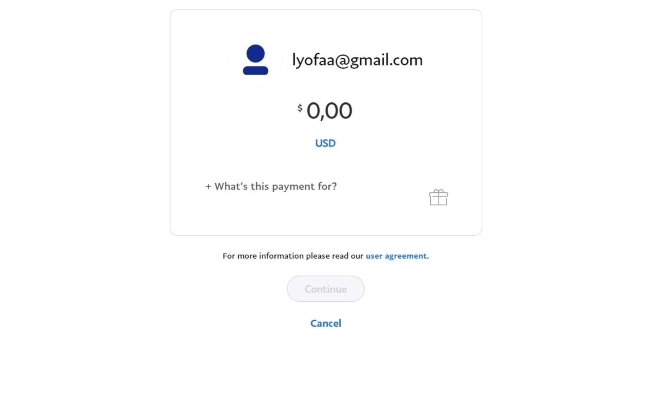 lyofaa@gmail.com
$ 0,00
USD
+ What's this payment for?
For more information please read our user agreement.
Continue
Cancel